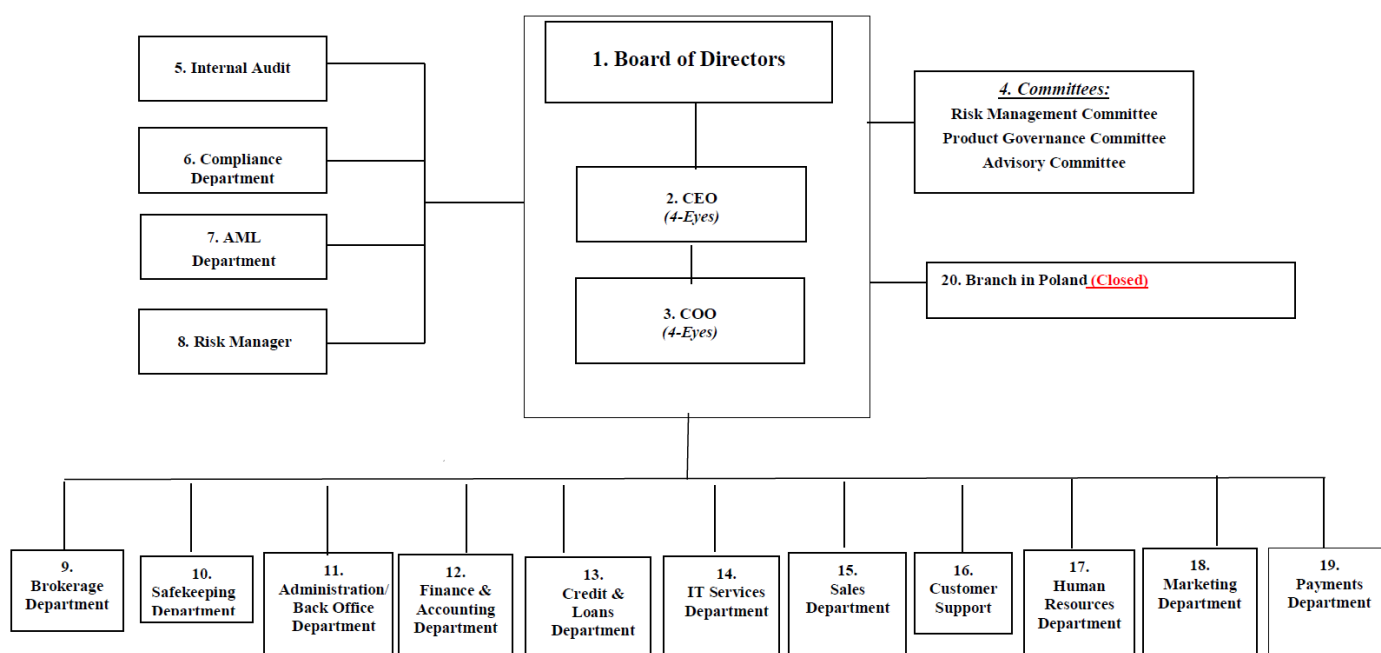 1. Board of Directors
5. Internal Audit
4. Committees:
Risk Management Committee
Product Governance Committee
Advisory Committee
6. Compliance
Department
2. CEO
(4-Eyes)
7. AML
Department
20. Branch in Poland (Closed)
3. COO
(4-Eyes)
8. Risk Manager
9.
Brokerage
Department
10.
Safekeeping
Department
11.
Administration/
Back Office
Department
12.
Finance &
Accounting
Department
13.
Credit &
Loans
Department
14.
IT Services
Department
15.
Sales
Department
16.
Customer
Support
17.
Human
Resources
Department
18.
Marketing
Department
19.
Payments
Department